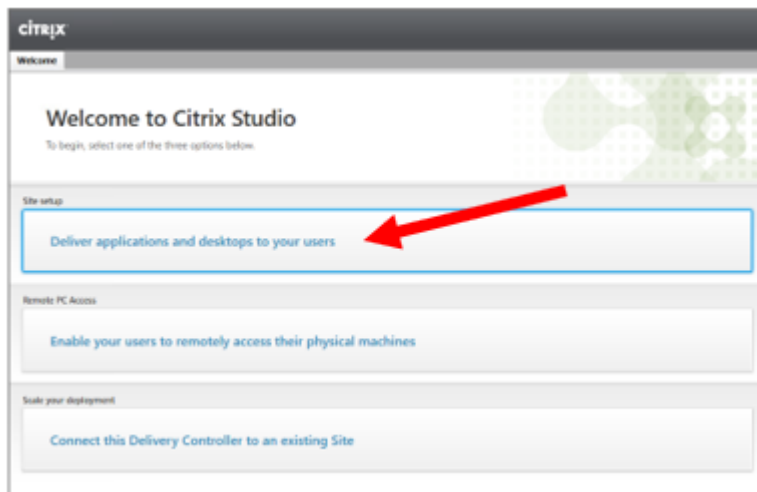 CİTRIX
Welcome
Welcome to Citrix Studio
To begin, select one of the three options below.
Site setup
Deliver applications and desktops to your users
Remote PC Access
Enable your users to remotely access their physical machines
Scale your deployment
Connect this Delivery Controller to an existing Site